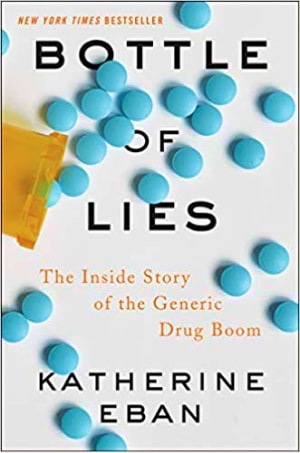 NEW YORK TIMES BESTSELLER
BOTTLE
OF
LIES
The Inside Story
of the Generic
Drug Boom
KATHERINE
EBAN